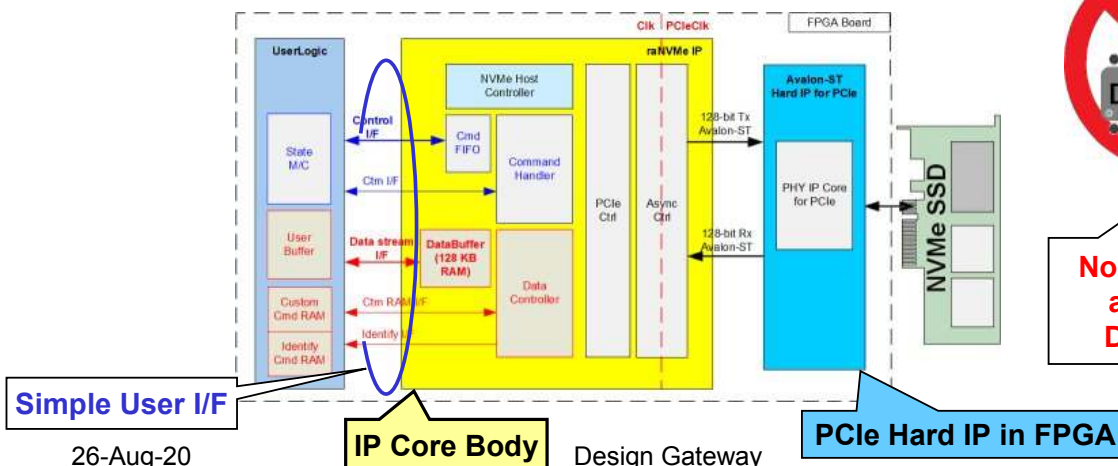 Clk | PCIeClk
FPGA Board
UserLogic
raNVMe IP
NVMe Host
Controller
Avalon-ST
Hard IP for PCIe
Control
I/F
128-bit Tx
Avalon-ST
State
M/C
Cmd
FIFO
Command
Handler
Ctm I/F
PCIe
Ctrl
Async
Ctrl
PHY IP Core
for PCIe
NVMe SSD
User
Buffer
Data stream
I/F
DataBuffer
(128 KB
RAM)
128-bit Rx
Avalon-ST
Data
Controller
Custom
Cmd RAM
Ctm RAM I/F
Identify I/F
Identify
Cmd RAM
No
a
D
D
Simple User I/F
IP Core Body
PCIe Hard IP in FPGA
26-Aug-20
Design Gateway